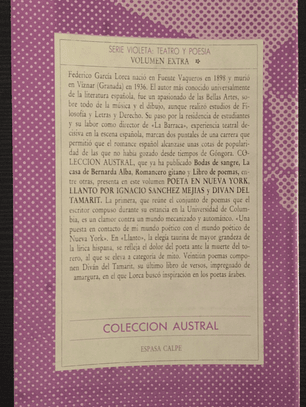 SERIE VIOLETA: TEATRO Y POESIA
VOLUMEN EXTRA *
Federico García Lorca nació en Fuente Vaqueros en 1898 y murió
en Víznar (Granada) en 1936. El autor más conocido universalmente
de la literatura española, fue un apasionado de las Bellas Artes, so-
bre todo de la música y el dibujo, aunque realizó estudios de Fi-
losofía y Letras y Derecho. Su paso por la residencia de estudiantes
y su labor como director de «La Barraca», experiencia teatral de-
cisiva en la escena española, marcan dos puntales de una carrera que
permitió que el romance español alcanzase unas cotas de populari-
dad de las que no había gozado desde tiempos de Góngora. CO-
LECCION AUSTRAL, que ya ha publicado Bodas de sangre, La
casa de Bernarda Alba, Romancero gitano y Libro de poemas, en-
tre otras, presenta en este volumen POETA EN NUEVA YORK,
LLANTO POR IGNACIO SANCHEZ MEJIAS y DIVAN DEL
TAMARIT. La primera, que reúne el conjunto de poemas que el
escritor compuso durante su estancia en la Universidad de Colum-
bia, es un clamor contra un mundo mecanizado y automático. «Una
puesta en contacto de mi mundo poético con el mundo poético de
Nueva York». En «Llanto», la elegía taurina de mayor grandeza de
la lírica hispana, se refleja el dolor del poeta ante la muerte del to-
rero, al que se eleva a categoría de mito. Veintiún poemas compo-
nen Diván del Tamarit, su último libro de versos, impregnado de
amargura, en el que Lorca buscó inspiración en los poetas árabes.
COLECCION AUSTRAL
ESPASA CALPE